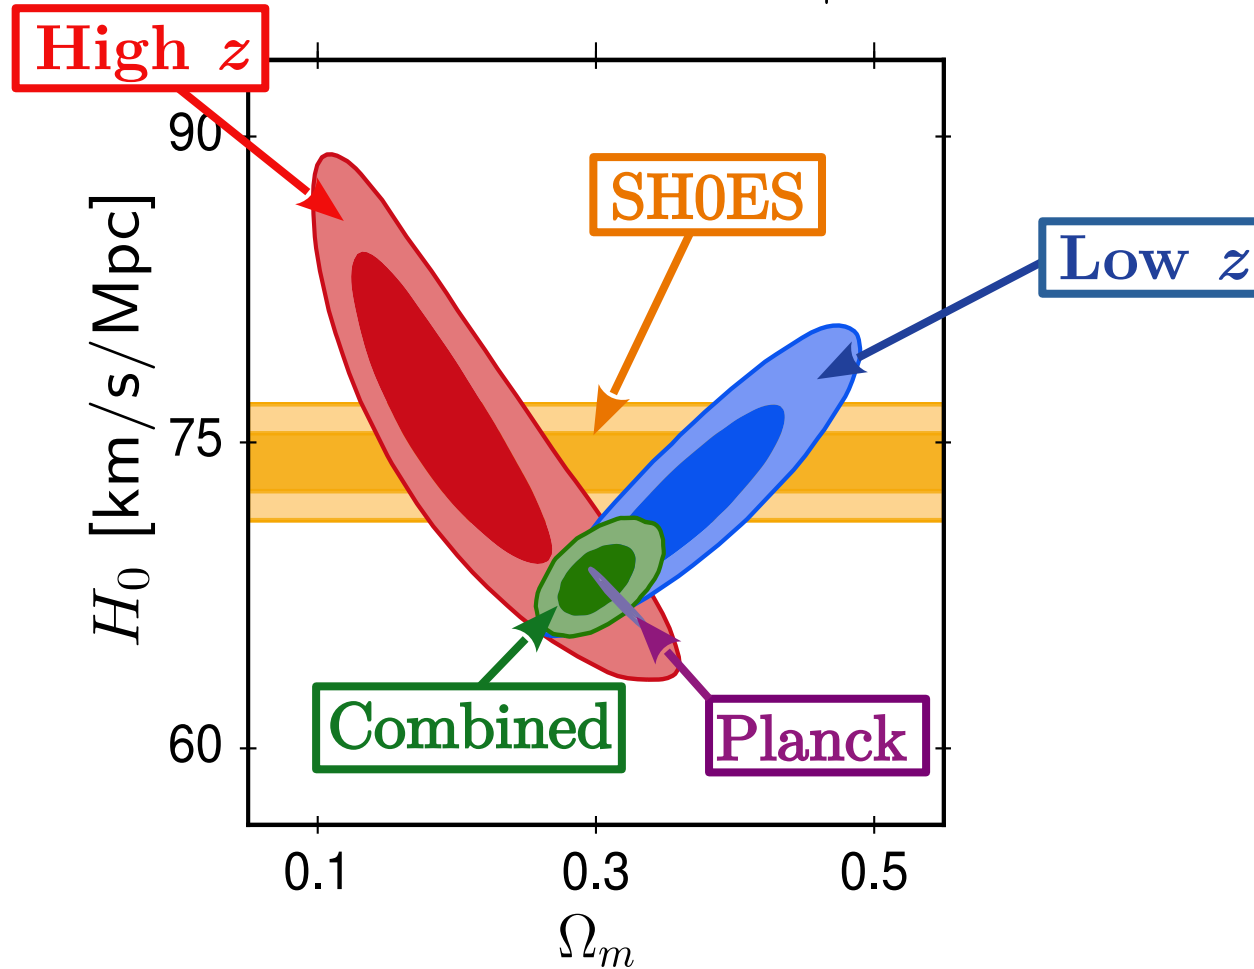 High z
90
SH0ES
Low z
75
H₀ [km/s/Mpc]
Combined
Planck
60
0.1 0.3 0.5
Ωₘ